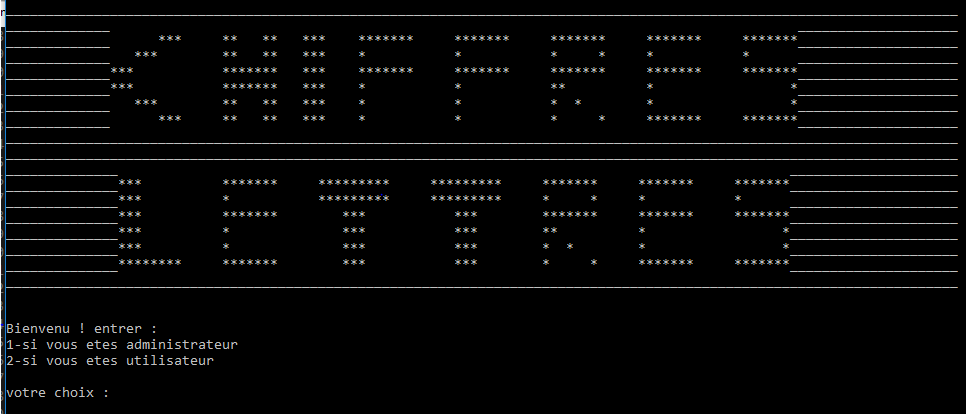 CHIFFRES
LETTRES
Bienvenu ! entrer :
1-si vous etes administrateur
2-si vous etes utilisateur
votre choix :